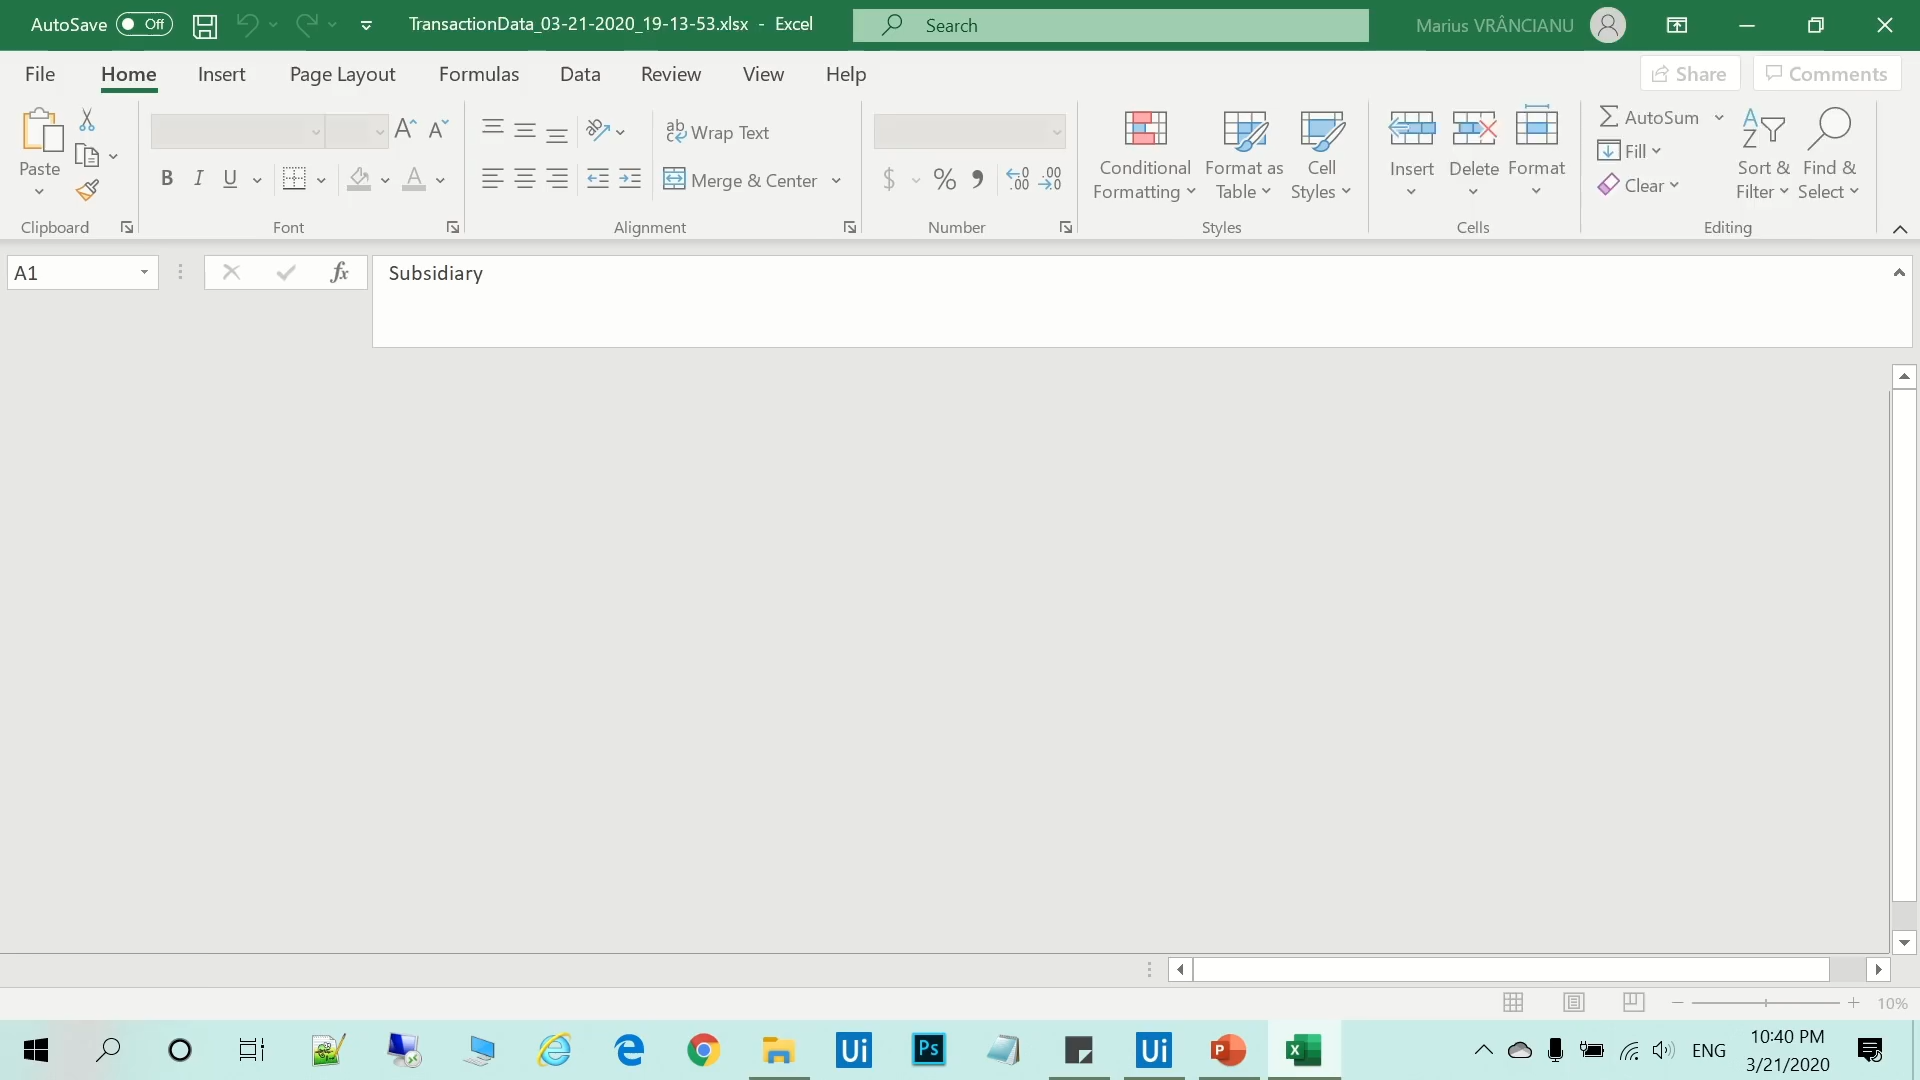 AutoSave Off TransactionData_03-21-2020_19-13-53.xlsx - Excel Search Marius VRÂNCIANU
File Home Insert Page Layout Formulas Data Review View Help Share Comments
Paste
Clipboard
B I U
Font
Wrap Text
Merge & Center
Alignment
$ % ,
Number
Conditional Formatting
Format as Table
Cell Styles
Styles
Insert
Delete
Format
Cells
AutoSum
Fill
Clear
Sort & Filter
Find & Select
Editing
A1 fx Subsidiary
10%
Ui Ps Ui P X ENG 10:40 PM
3/21/2020